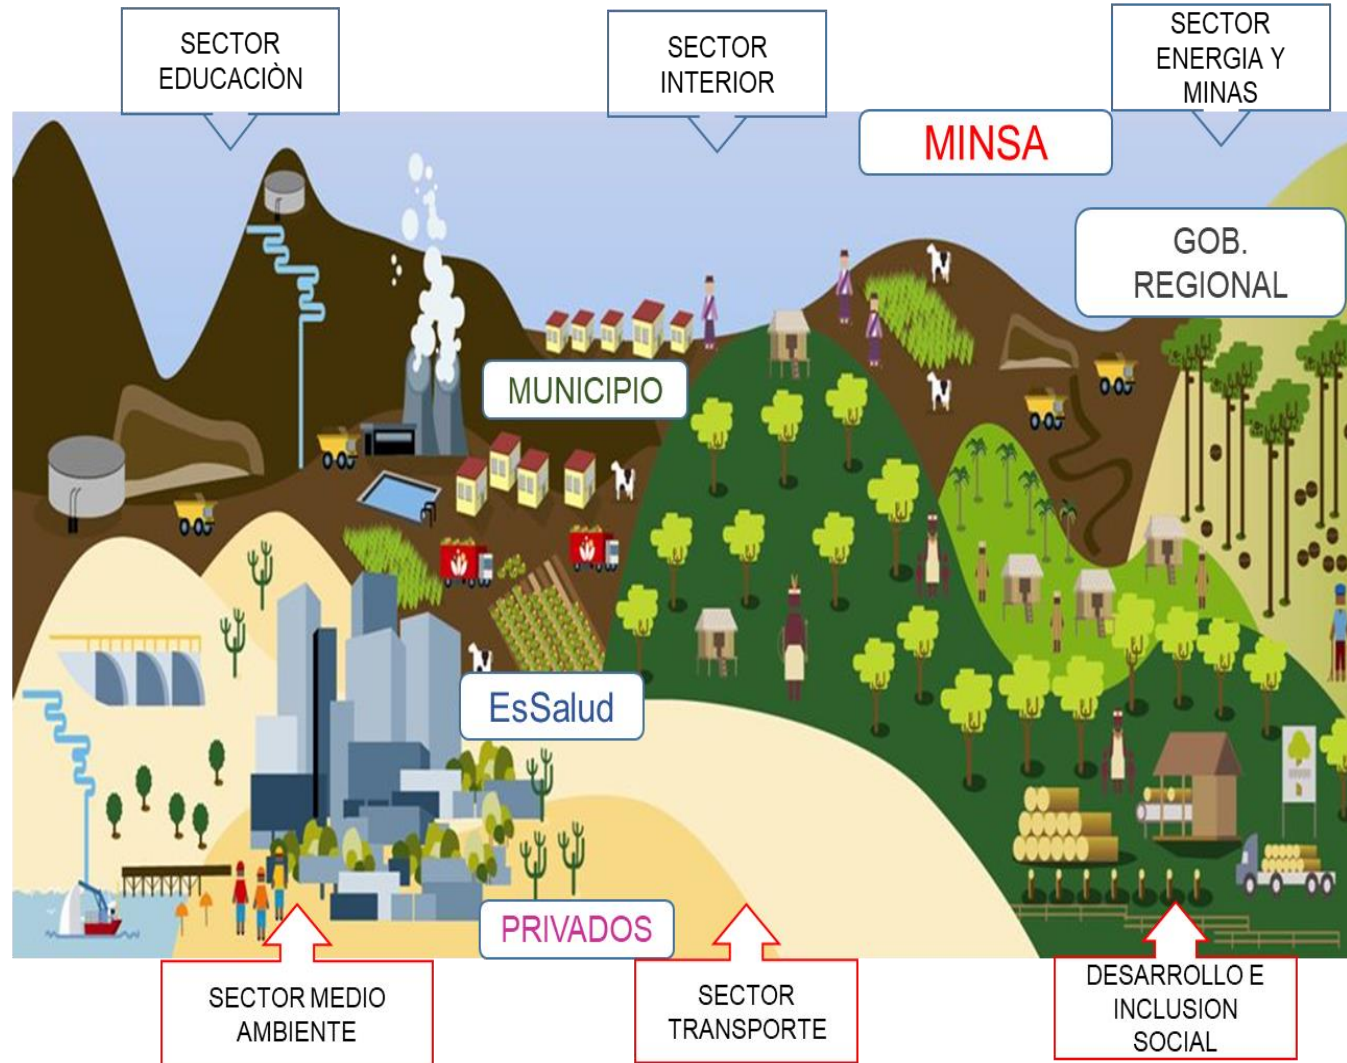 SECTOR
EDUCACIÒN
SECTOR
INTERIOR
SECTOR
ENERGIA Y
MINAS
MINSA
GOB.
REGIONAL
MUNICIPIO
EsSalud
PRIVADOS
SECTOR MEDIO
AMBIENTE
SECTOR
TRANSPORTE
DESARROLLO E
INCLUSION
SOCIAL